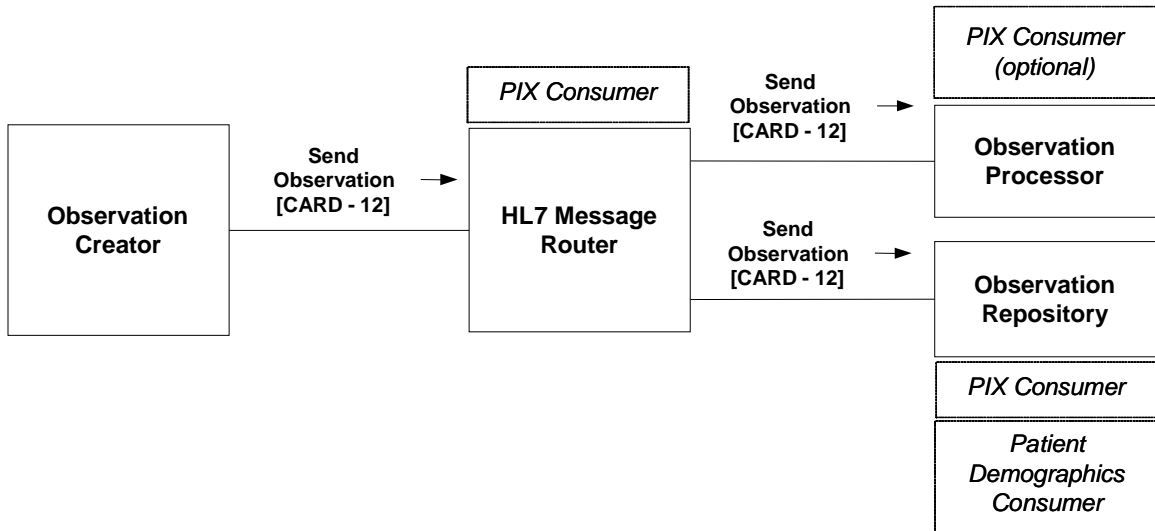 Observation
Creator
Send
Observation
[CARD - 12]
PIX Consumer
HL7 Message
Router
Send
Observation
[CARD - 12]
PIX Consumer
(optional)
Observation
Processor
Send
Observation
[CARD - 12]
Observation
Repository
PIX Consumer
Patient
Demographics
Consumer